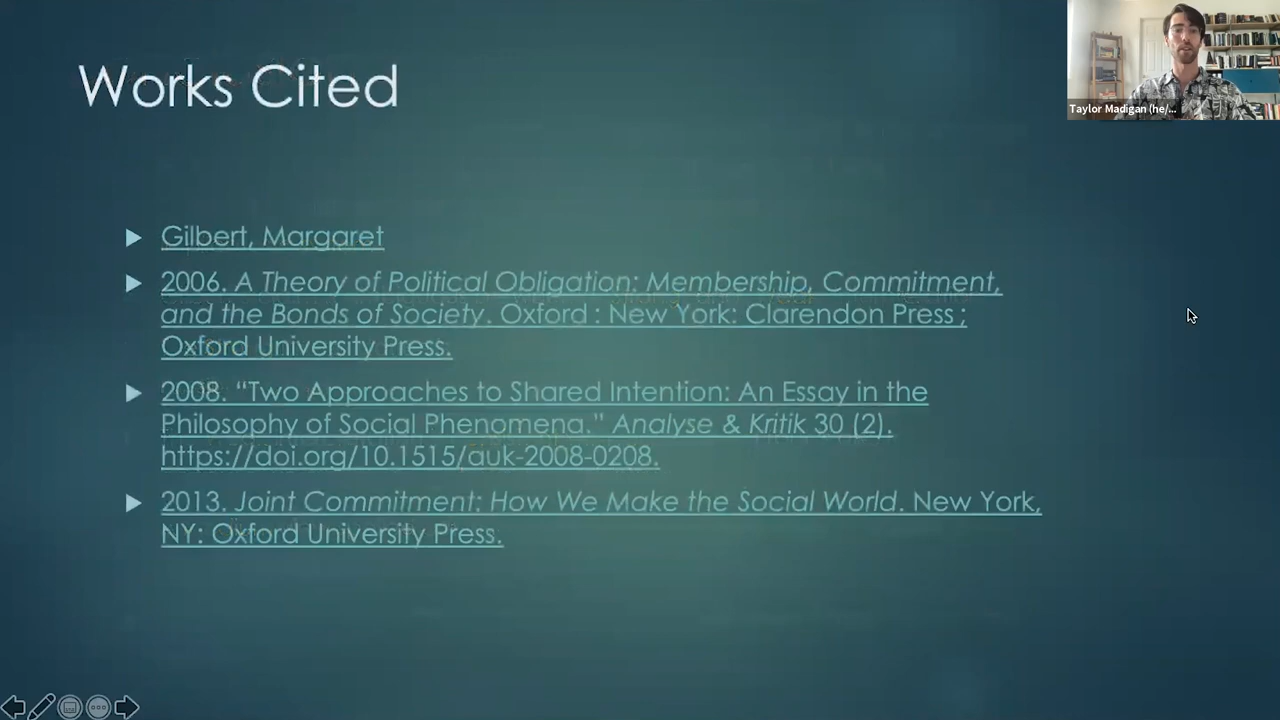 Works Cited
Taylor Madigan (he/...
Gilbert, Margaret
2006. A Theory of Political Obligation: Membership, Commitment,
and the Bonds of Society. Oxford : New York: Clarendon Press ;
Oxford University Press.
2008. “Two Approaches to Shared Intention: An Essay in the
Philosophy of Social Phenomena.” Analyse & Kritik 30 (2).
https://doi.org/10.1515/auk-2008-0208.
2013. Joint Commitment: How We Make the Social World. New York,
NY: Oxford University Press.